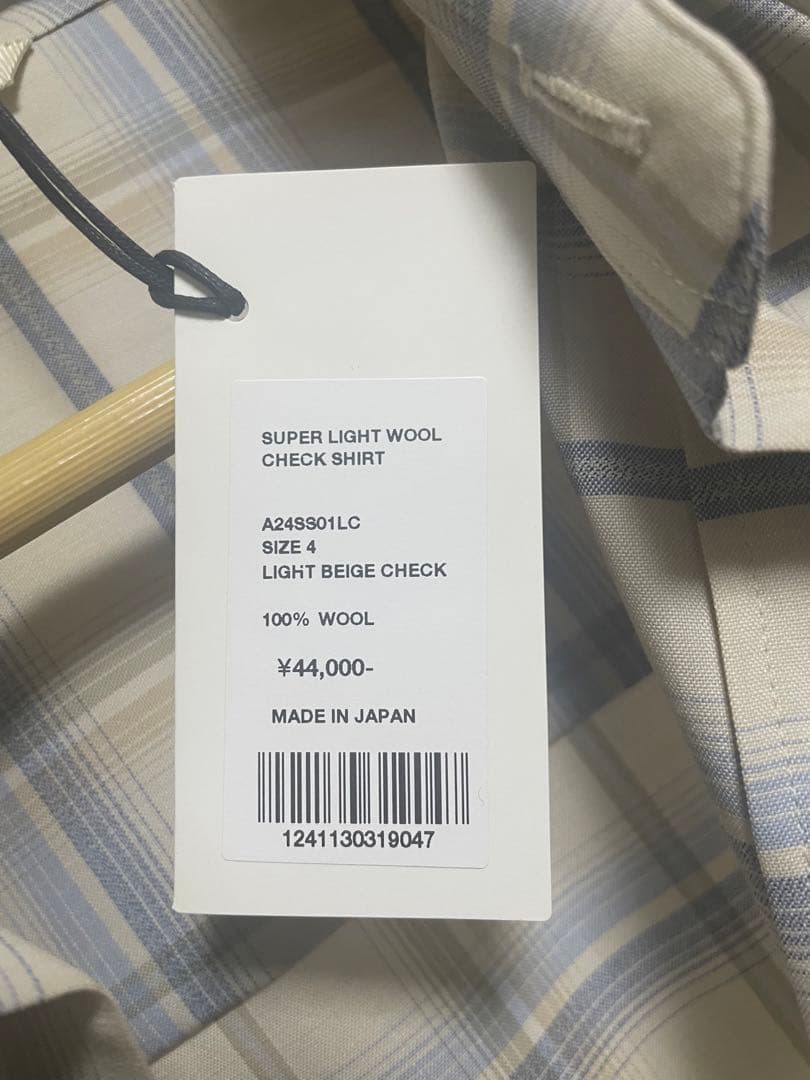 SUPER LIGHT WOOL
CHECK SHIRT
A24SS01LC
SIZE 4
LIGHT BEIGE CHECK
100% WOOL
¥44,000-
MADE IN JAPAN
1241130319047